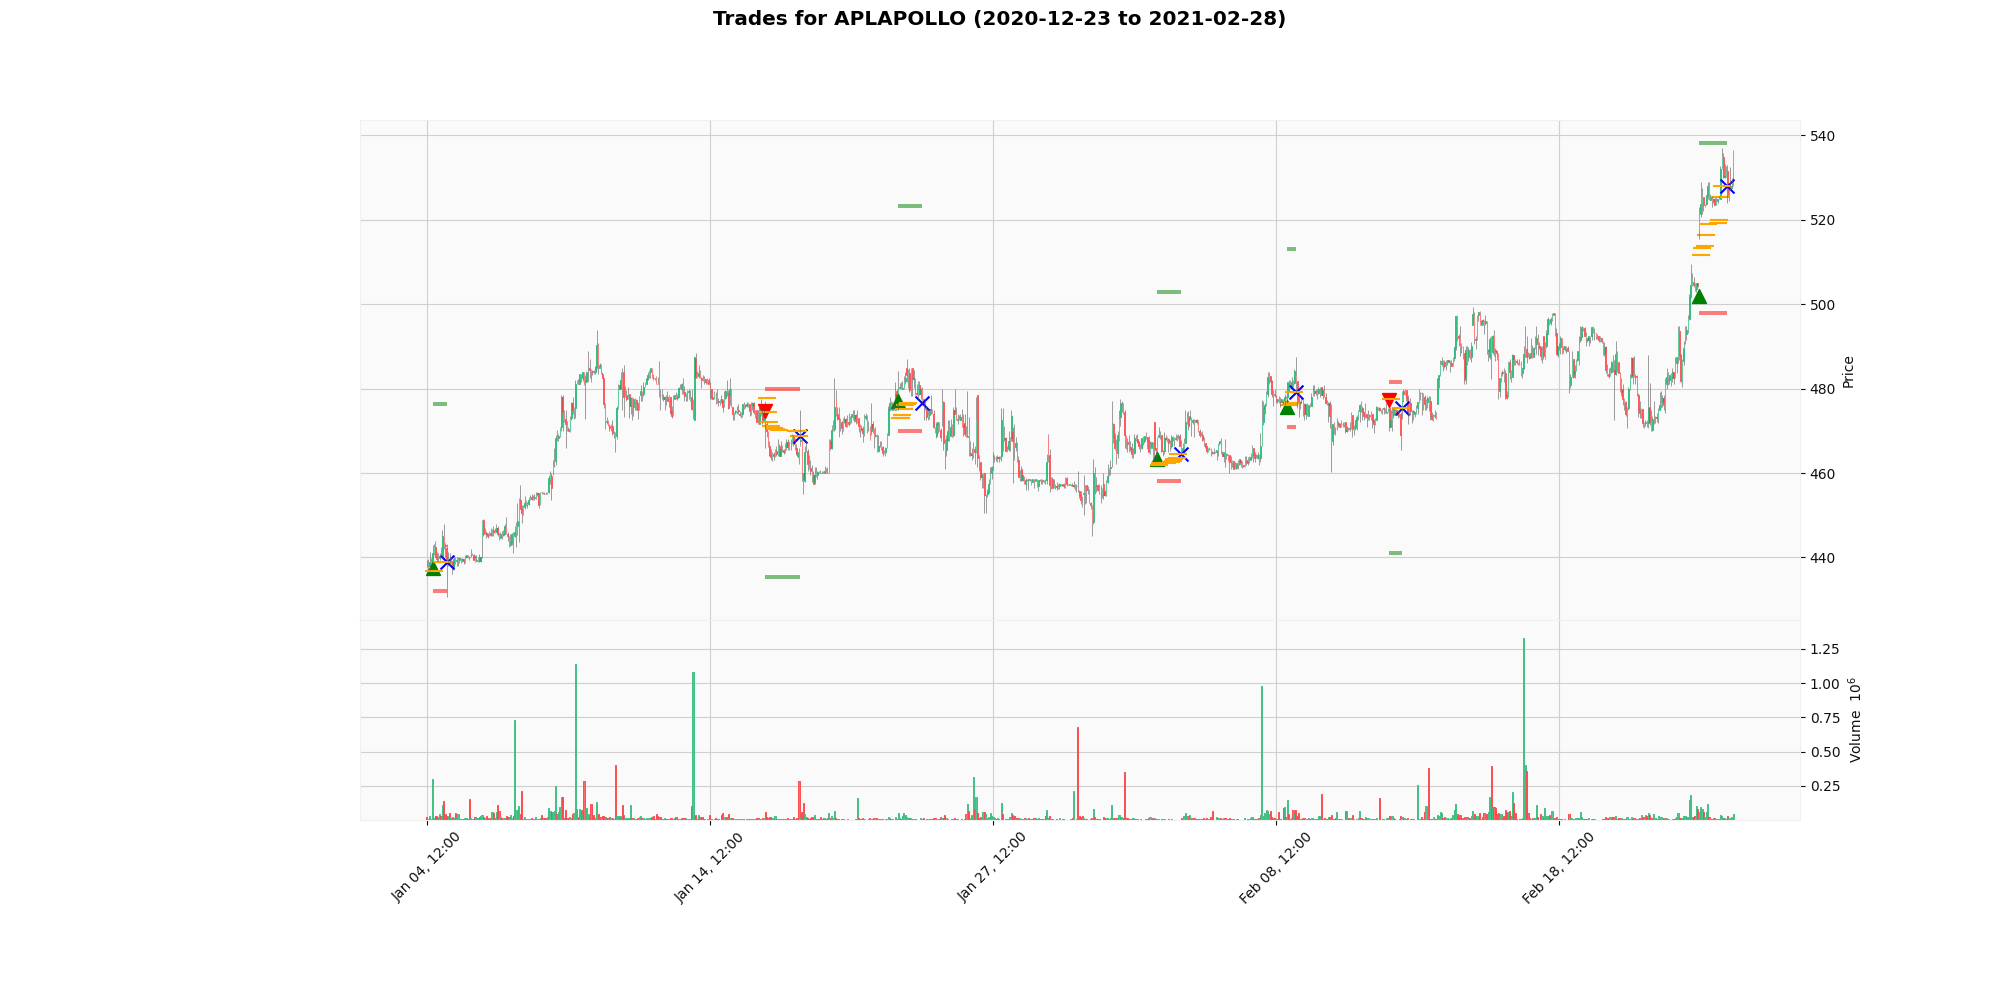 Trades for APLAPOLLO (2020-12-23 to 2021-02-28)
540
520
500
480
460
440
Price
1.25
1.00
0.75
0.50
0.25
Volume 10^6
Jan 04, 12:00
Jan 14, 12:00
Jan 27, 12:00
Feb 08, 12:00
Feb 18, 12:00